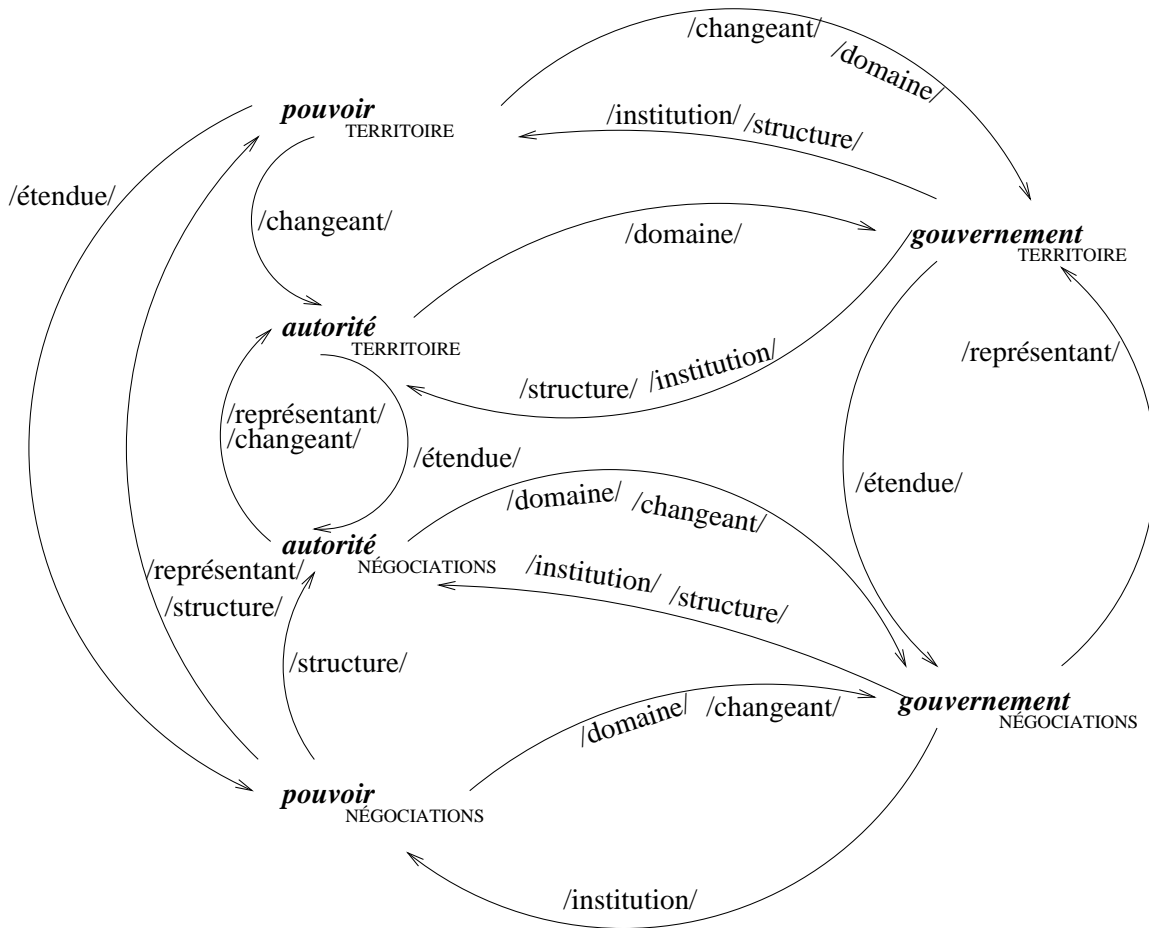 /changeant/
/domaine/
pouvoir
TERRITOIRE
/institution/ /structure/
/étendue/
/changeant/
/domaine/
gouvernement
TERRITOIRE
autorité
TERRITOIRE
/représentant/
/structure/ /institution/
/représentant/
/changeant/
/étendue/
/étendue/
/domaine/ /changeant/
autorité
NÉGOCIATIONS
/représentant/
/structure/
/institution/ /structure/
/structure/
/domaine/ /changeant/
gouvernement
NÉGOCIATIONS
pouvoir
NÉGOCIATIONS
/institution/